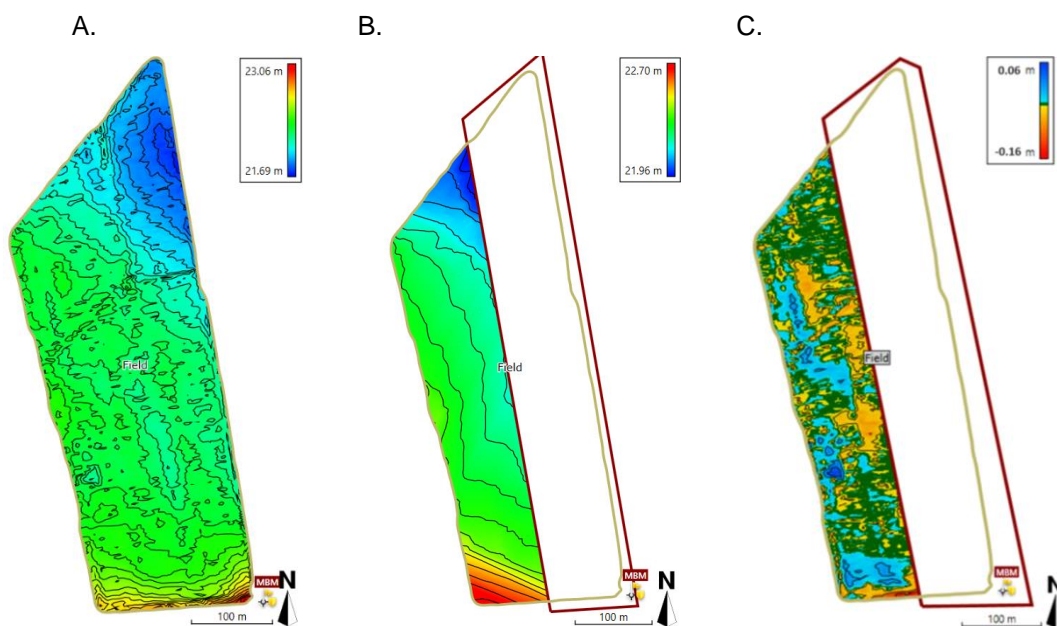 A.
B.
C.
23.06 m
21.69 m
Field
MBM
N
100 m
22.70 m
21.96 m
Field
MBM
N
100 m
0.06 m
-0.16 m
Field
MBM
N
100 m